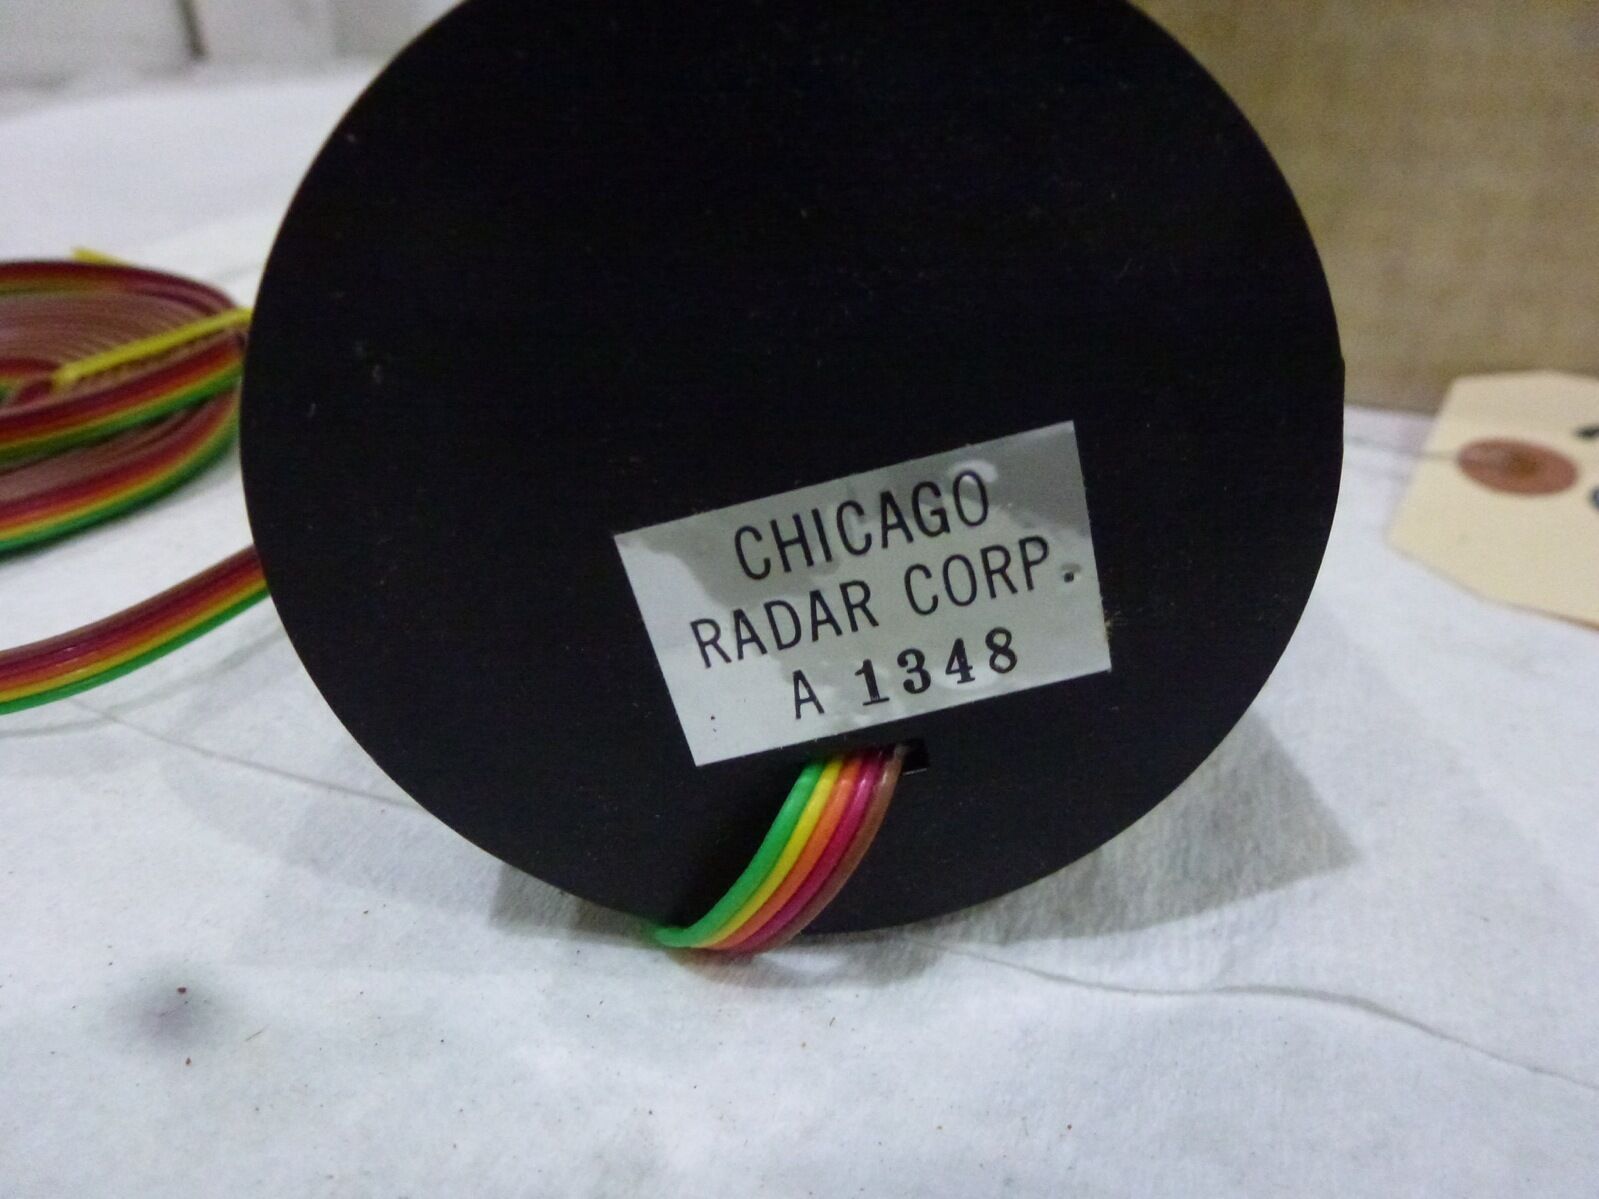 CHICAGO
RADAR CORP.
A 1348